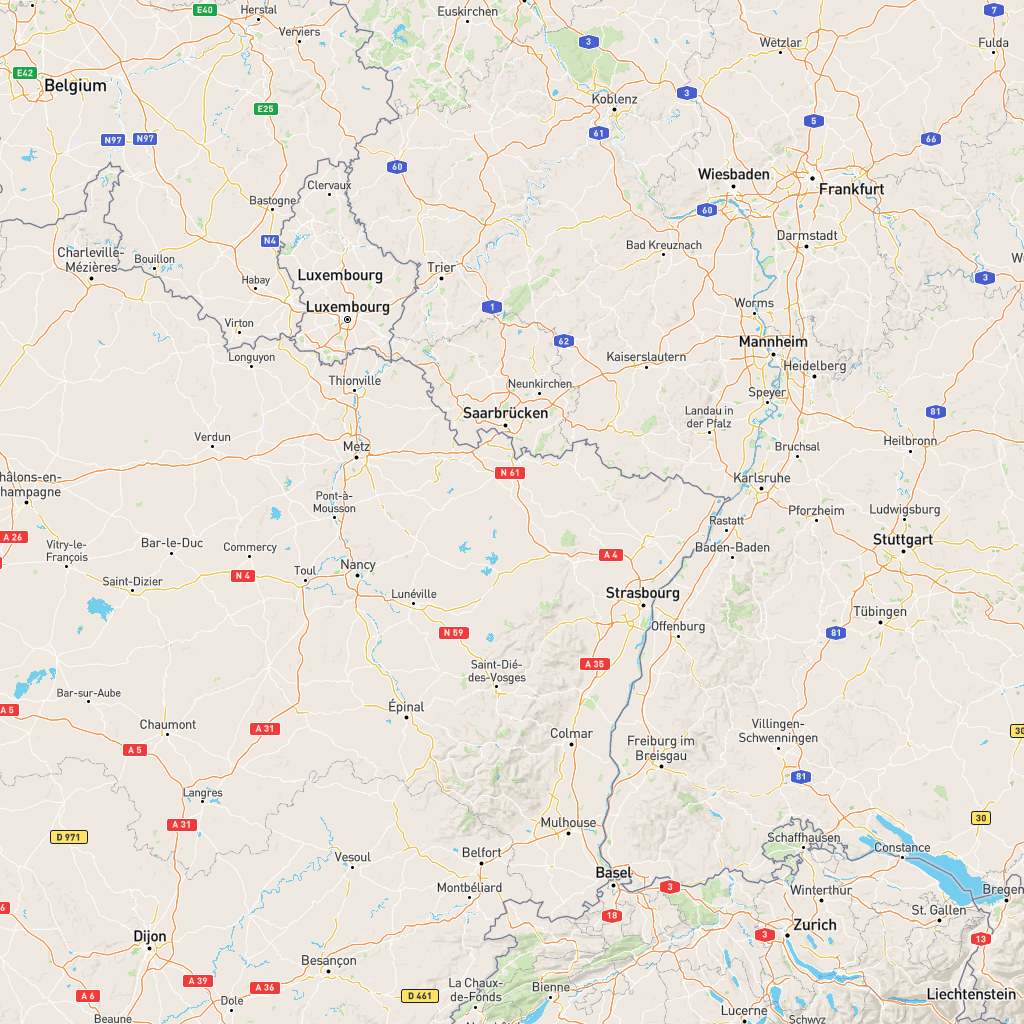 E40
Herstal
Euskirchen
7
Verviers
3
Wetzlar
Fulda
E42
Belgium
3
Koblenz
E25
5
61
N97
N97
66
60
Wiesbaden
Frankfurt
Clervaux
Bastogne
60
N4
Darmstadt
Bad Kreuznach
Charleville-
Mézières
Bouillon
Trier
Luxembourg
3
Habay
Luxembourg
1
Worms
Virton
62
Mannheim
Longuyon
Kaiserslautern
Heidelberg
Thionville
Neunkirchen
Speyer
Saarbrücken
Landau in
der Pfalz
81
Verdun
Metz
Bruchsal
Heilbronn
N 61
Karlsruhe
Pont-à-
Mousson
Rastatt
Pforzheim
Ludwigsburg
A 26
Vitry-le-
François
Bar-le-Duc
Commercy
A 4
Baden-Baden
Stuttgart
Toul
Nancy
N 4
Saint-Dizier
Lunéville
Strasbourg
Tübingen
N 59
Offenburg
81
A 35
Saint-Dié-
des-Vosges
Bar-sur-Aube
A 5
Épinal
Chaumont
A 31
Colmar
Villingen-
Schwenningen
A 5
Freiburg im
Breisgau
81
Langres
A 31
Mulhouse
30
D 971
Schaffhausen
Constance
Vesoul
Belfort
Basel
3
Montbéliard
Winterthur
St. Gallen
18
Zurich
3
13
Dijon
Besançon
A 39
A 36
La Chaux-
de-Fonds
Bienne
A 6
D 461
Dole
Liechtenstein
Beaune
Lucerne
Schwyz